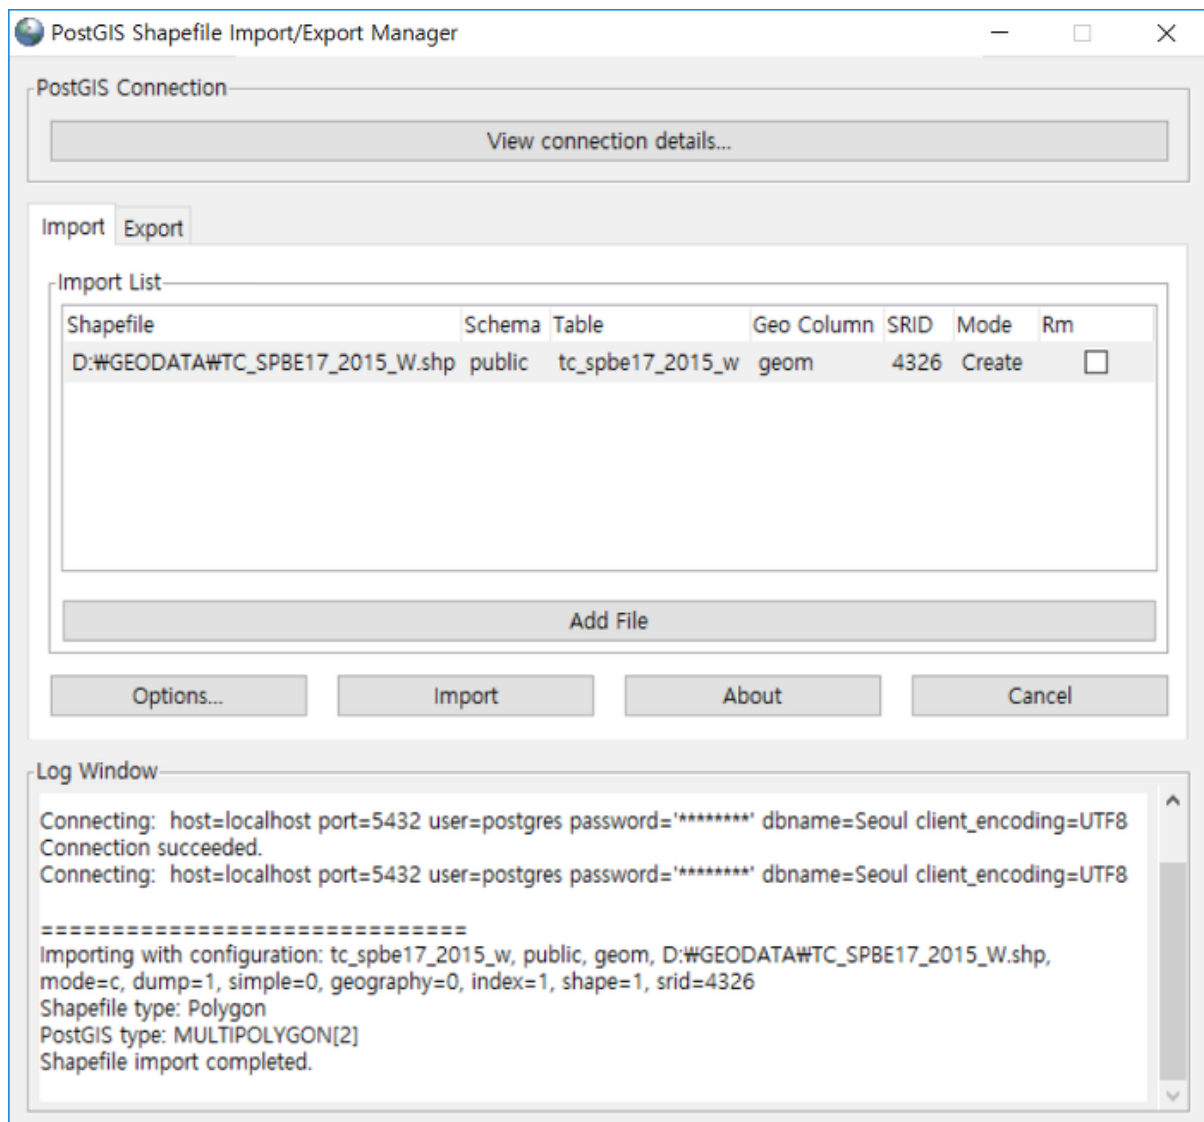 PostGIS Shapefile Import/Export Manager
PostGIS Connection
View connection details...
Import Export
Import List
Shapefile Schema Table Geo Column SRID Mode Rm
D:₩GEODATA₩TC_SPBE17_2015_W.shp public tc_spbe17_2015_w geom 4326 Create
Add File
Options... Import About Cancel
Log Window
Connecting: host=localhost port=5432 user=postgres password='********' dbname=Seoul client_encoding=UTF8
Connection succeeded.
Connecting: host=localhost port=5432 user=postgres password='********' dbname=Seoul client_encoding=UTF8
==============================
Importing with configuration: tc_spbe17_2015_w, public, geom, D:₩GEODATA₩TC_SPBE17_2015_W.shp,
mode=c, dump=1, simple=0, geography=0, index=1, shape=1, srid=4326
Shapefile type: Polygon
PostGIS type: MULTIPOLYGON[2]
Shapefile import completed.